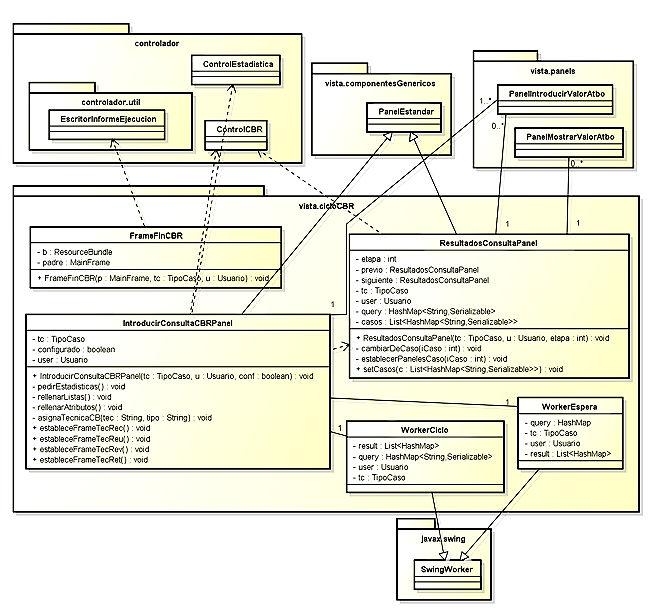 controlador
ControlEstadistica
controlador.util
EscritorInformeEjecucion
ControlCBR
vista.componentesGenericos
PanelEstandar
vista.panels
PanelIntroducirValorAtbo
1..*
0..*
PanelMostrarValorAtbo
0..*
vista.cicloCBR
FrameFinCBR
- b : ResourceBundle
- padre : MainFrame
+ FrameFinCBR(p : MainFrame, tc : TipoCaso, u : Usuario) : void
1
1
ResultadosConsultaPanel
- etapa : int
- previo : ResultadosConsultaPanel
- siguiente : ResultadosConsultaPanel
- tc : TipoCaso
- user : Usuario
- query : HashMap<String,Serializable>
- casos : List<HashMap<String,Serializable>>
+ ResultadosConsultaPanel(tc : TipoCaso, u : Usuario, etapa : int) : void
- cambiarDeCaso(iCaso : int) : void
- establecerPanelesCaso(iCaso : int) : void
+ setCasos(c : List<HashMap<String,Serializable>>) : void
1
IntroducirConsultaCBRPanel
- tc : TipoCaso
- configurado : boolean
- user : Usuario
+ IntroducirConsultaCBRPanel(tc : TipoCaso, u : Usuario, conf : boolean) : void
- pedirEstadisticas() : void
- rellenarListas() : void
- rellenarAtributos() : void
- asignaTecnicaCB(tec : String, tipo : String) : void
+ estableceFrameTecRec() : void
+ estableceFrameTecReu() : void
+ estableceFrameTecRev() : void
+ estableceFrameTecRet() : void
1
WorkerEspera
- query : HashMap
- tc : TipoCaso
- user : Usuario
- result : List<HashMap>
1
WorkerCiclo
- result : List<HashMap>
- query : HashMap<String,Serializable>
- user : Usuario
- tc : TipoCaso
javax.swing
SwingWorker